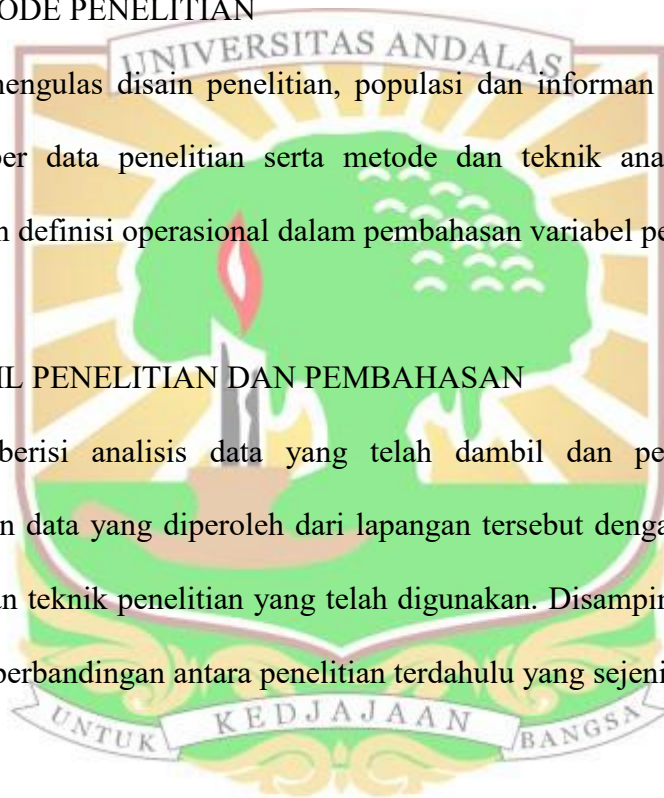 ODE PENELITIAN
UNIVERSITAS ANDALAS
mengulas disain penelitian, populasi dan informan
per data penelitian serta metode dan teknik ana
n definisi operasional dalam pembahasan variabel pe
IL PENELITIAN DAN PEMBAHASAN
berisi analisis data yang telah dambil dan pe
n data yang diperoleh dari lapangan tersebut denga
an teknik penelitian yang telah digunakan. Disampin
perbandingan antara penelitian terdahulu yang sejeni
UNTUK KEDJAJAAN BANGSA